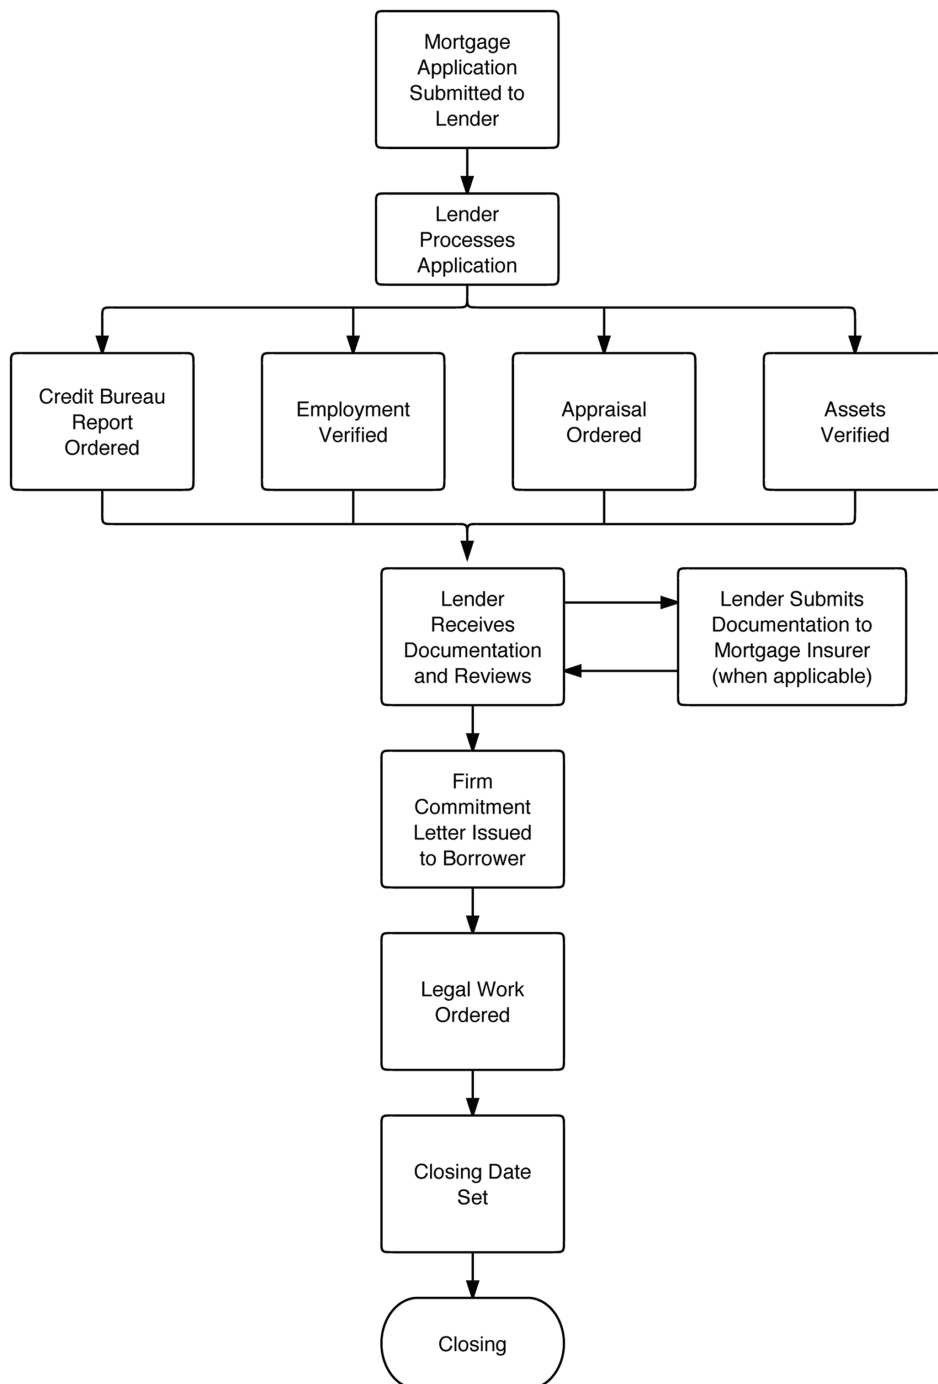 Mortgage
Application
Submitted to
Lender
Lender
Processes
Application
Credit Bureau
Report
Ordered
Employment
Verified
Appraisal
Ordered
Assets
Verified
Lender
Receives
Documentation
and Reviews
Lender Submits
Documentation to
Mortgage Insurer
(when applicable)
Firm
Commitment
Letter Issued
to Borrower
Legal Work
Ordered
Closing Date
Set
Closing